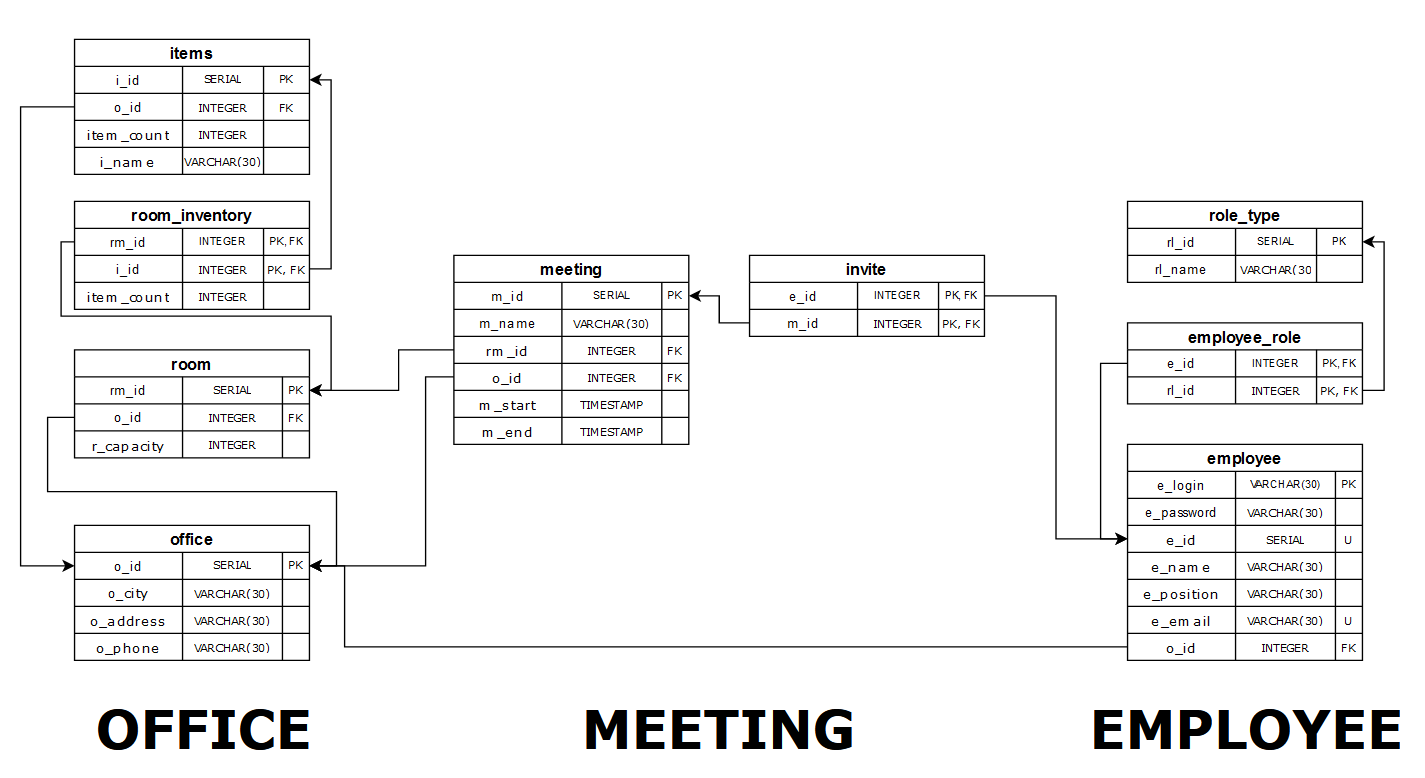 items
i_id SERIAL PK
o_id INTEGER FK
item_count INTEGER
i_name VARCHAR(30)
room_inventory
rm_id INTEGER PK,FK
i_id INTEGER PK, FK
item_count INTEGER
room
rm_id SERIAL PK
o_id INTEGER FK
r_capacity INTEGER
office
o_id SERIAL PK
o_city VARCHAR(30)
o_address VARCHAR(30)
o_phone VARCHAR(30)
OFFICE
meeting
m_id SERIAL PK
m_name VARCHAR(30)
rm_id INTEGER FK
o_id INTEGER FK
m_start TIMESTAMP
m_end TIMESTAMP
invite
e_id INTEGER PK,FK
m_id INTEGER PK, FK
MEETING
role_type
rl_id SERIAL PK
rl_name VARCHAR(30
employee_role
e_id INTEGER PK,FK
rl_id INTEGER PK, FK
employee
e_login VARCHAR(30) PK
e_password VARCHAR(30)
e_id SERIAL U
e_name VARCHAR(30)
e_position VARCHAR(30)
e_email VARCHAR(30) U
o_id INTEGER FK
EMPLOYEE